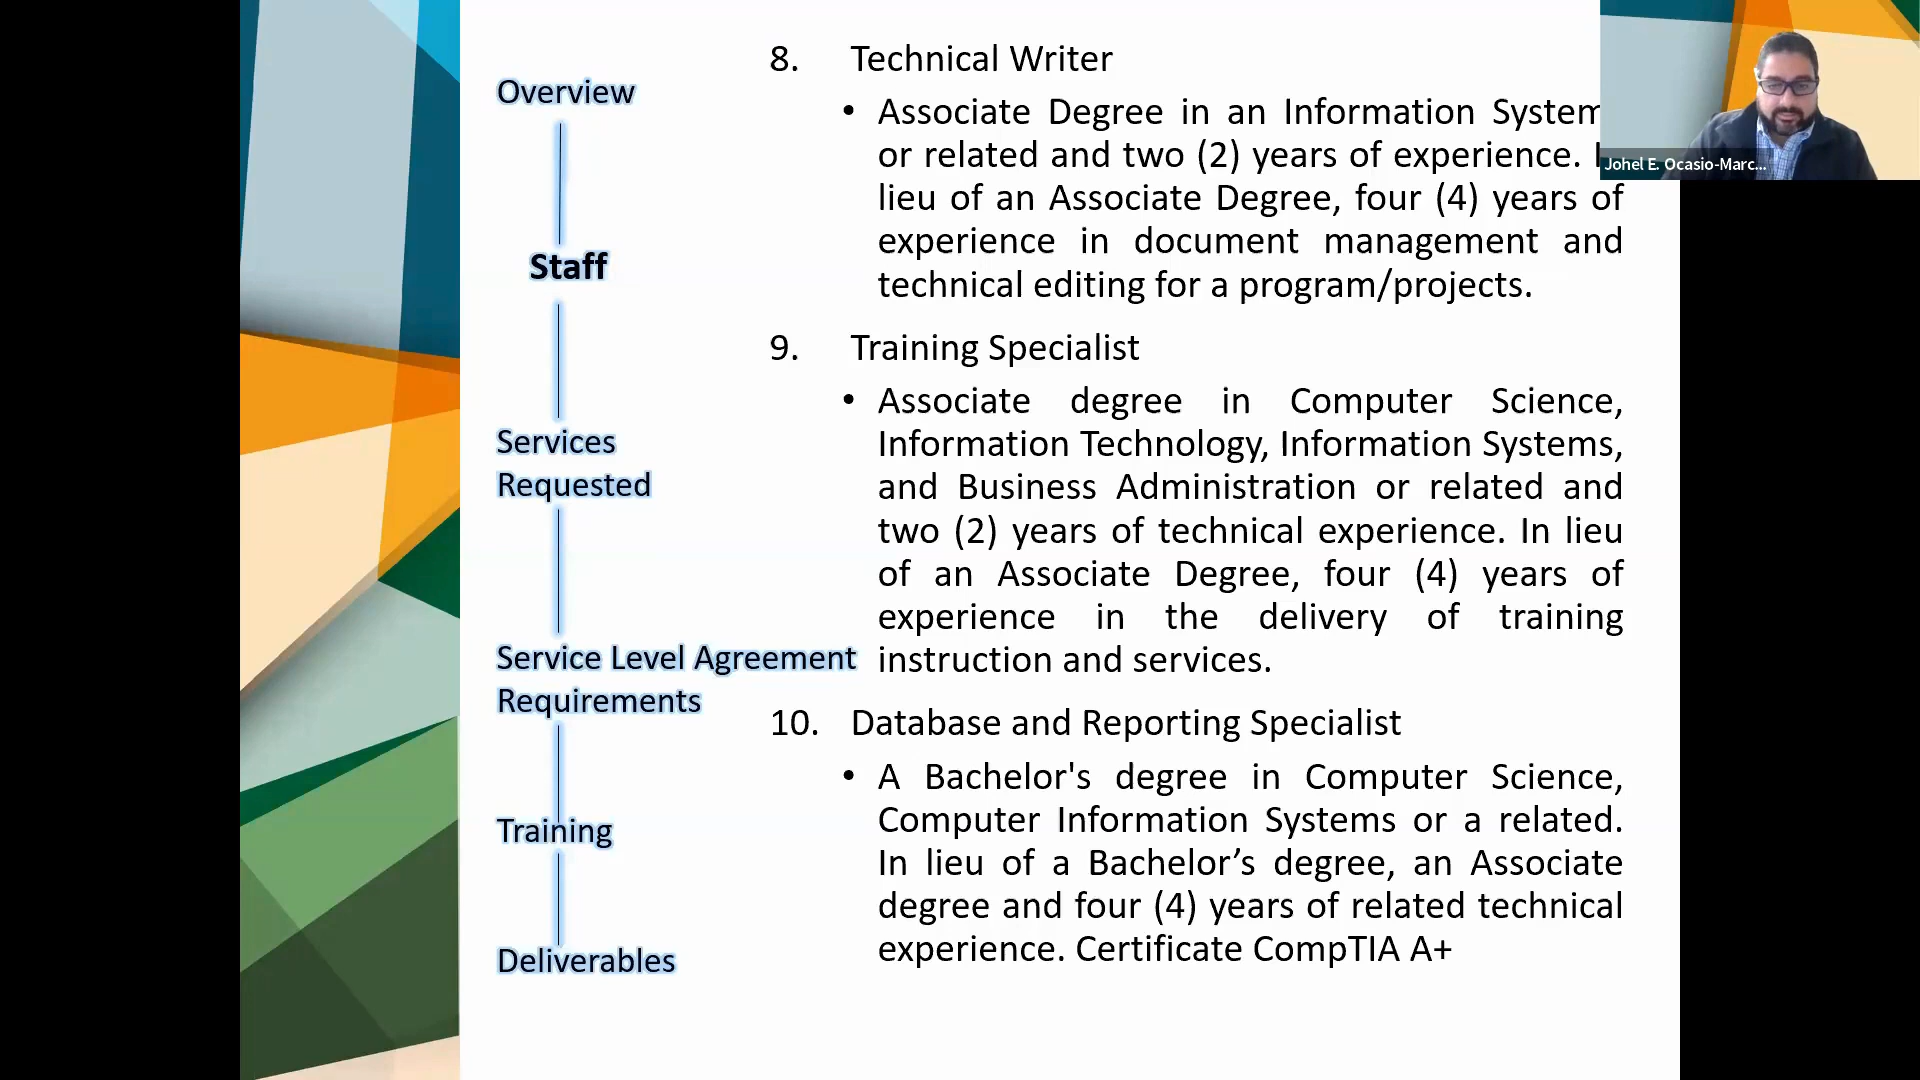 Overview
Staff
Services
Requested
Service Level Agreement
Requirements
Training
Deliverables
8. Technical Writer
• Associate Degree in an Information System
or related and two (2) years of experience.
lieu of an Associate Degree, four (4) years of
experience in document management and
technical editing for a program/projects.
9. Training Specialist
• Associate degree in Computer Science,
Information Technology, Information Systems,
and Business Administration or related and
two (2) years of technical experience. In lieu
of an Associate Degree, four (4) years of
experience in the delivery of training
instruction and services.
10. Database and Reporting Specialist
• A Bachelor's degree in Computer Science,
Computer Information Systems or a related.
In lieu of a Bachelor’s degree, an Associate
degree and four (4) years of related technical
experience. Certificate CompTIA A+
Johel E. Ocasio-Marc...